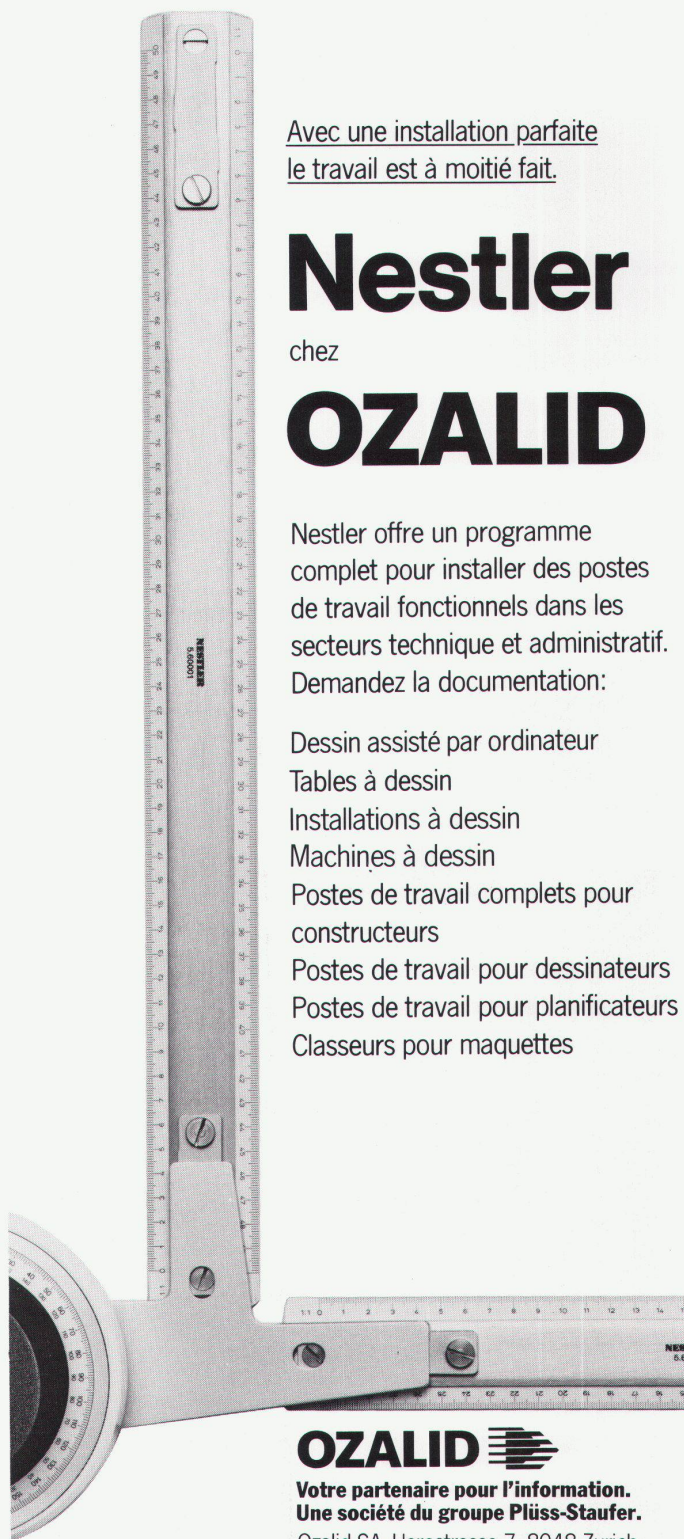 Avec une installation parfaite
le travail est à moitié fait.
Nestler
chez
OZALID
Nestler offre un programme
complet pour installer des postes
de travail fonctionnels dans les
secteurs technique et administratif.
Demandez la documentation:
Dessin assisté par ordinateur
Tables à dessin
Installations à dessin
Machines à dessin
Postes de travail complets pour
constructeurs
Postes de travail pour dessinateurs
Postes de travail pour planificateurs
Classeurs pour maquettes
NESTLER
5.60001
OZALID
Votre partenaire pour l'information.
Une société du groupe Plüss-Staufer.